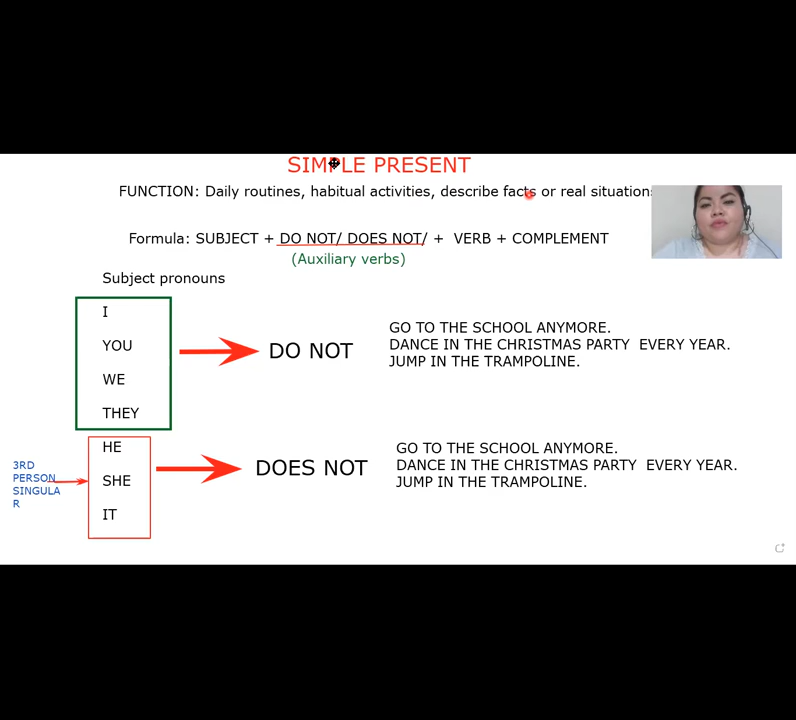 SIMPLE PRESENT
FUNCTION: Daily routines, habitual activities, describe facts or real situations
Formula: SUBJECT + DO NOT/ DOES NOT/ + VERB + COMPLEMENT
(Auxiliary verbs)
Subject pronouns
I
YOU
WE
THEY
DO NOT
GO TO THE SCHOOL ANYMORE.
DANCE IN THE CHRISTMAS PARTY EVERY YEAR.
JUMP IN THE TRAMPOLINE.
3RD
PERSON
SINGULA
R
HE
SHE
IT
DOES NOT
GO TO THE SCHOOL ANYMORE.
DANCE IN THE CHRISTMAS PARTY EVERY YEAR.
JUMP IN THE TRAMPOLINE.